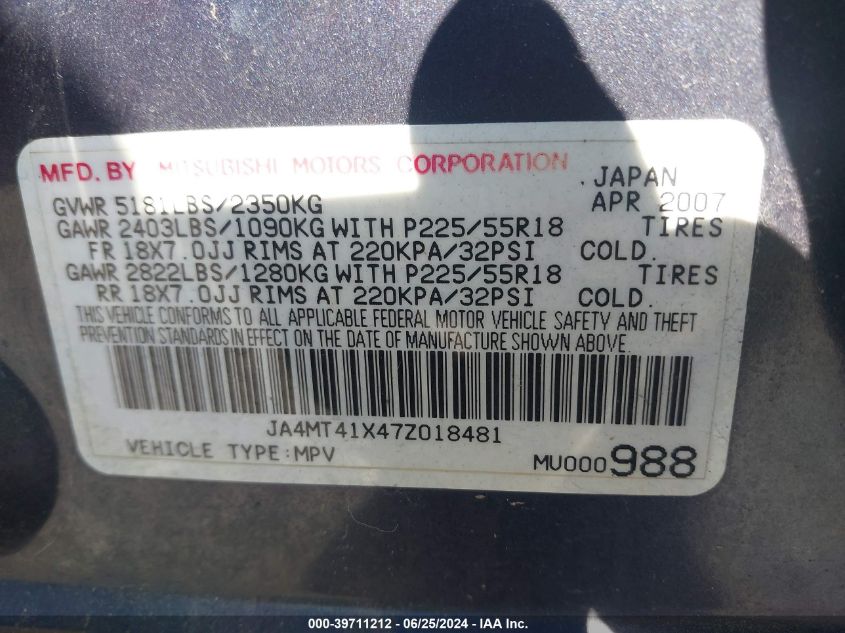 MFD. BY MITSUBISHI MOTORS CORPORATION
. JAPAN
GVWR 5181LBS/2350KG APR 2007
GAWR 2403LBS/1090KG WITH P225/55R18 TIRES
FR 18X7.0JJ RIMS AT 220KPA/32PSI COLD.
GAWR 2822LBS/1280KG WITH P225/55R18 TIRES
RR 18X7.0JJ RIMS AT 220KPA/32PSI COLD.
THIS VEHICLE CONFORMS TO ALL APPLICABLE FEDERAL MOTOR VEHICLE SAFETY AND THEFT
PREVENTION STANDARDS IN EFFECT ON THE DATE OF MANUFACTURE SHOWN ABOVE.
JA4MT41X47Z018481
VEHICLE TYPE:MPV MU000988
000-39711212 - 06/25/2024 - IAA Inc.